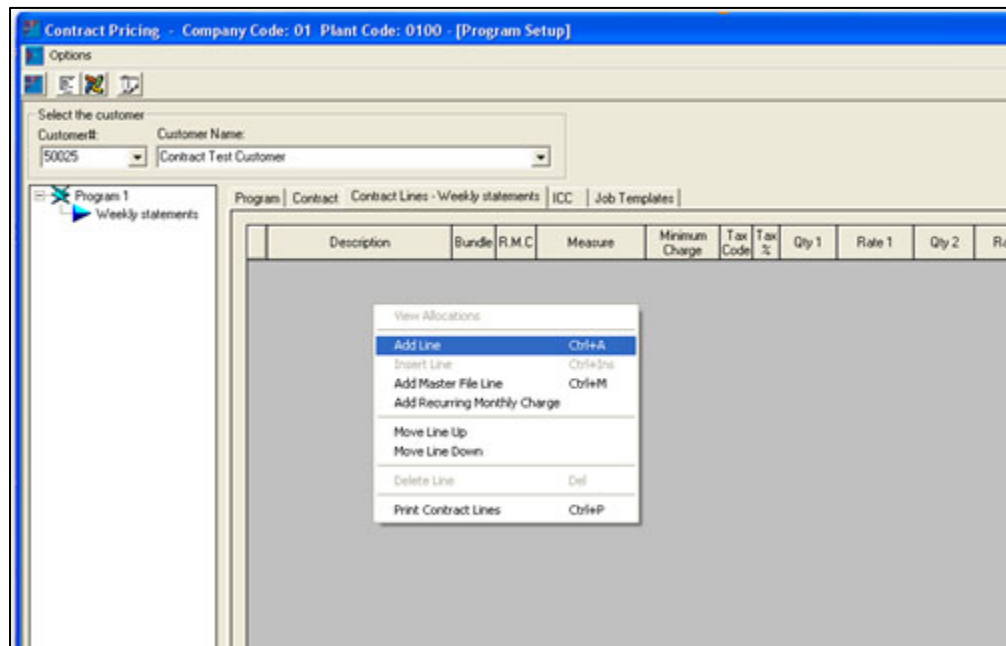 Contract Pricing - Company Code: 01 Plant Code: 0100 - [Program Setup]
Options
Select the customer
Customer#: Customer Name:
50025 Contract Test Customer
Program 1
Weekly statements
Program Contract Contract Lines - Weekly statements ICC Job Templates
Description Bundle R.M.C Measure Minimum Charge Tax Code Tax % Qty 1 Rate 1 Qty 2 Ra
View Allocations
Add Line Ctrl+A
Insert Line Ctrl+Ins
Add Master File Line Ctrl+M
Add Recurring Monthly Charge
Move Line Up
Move Line Down
Delete Line Del
Print Contract Lines Ctrl+P